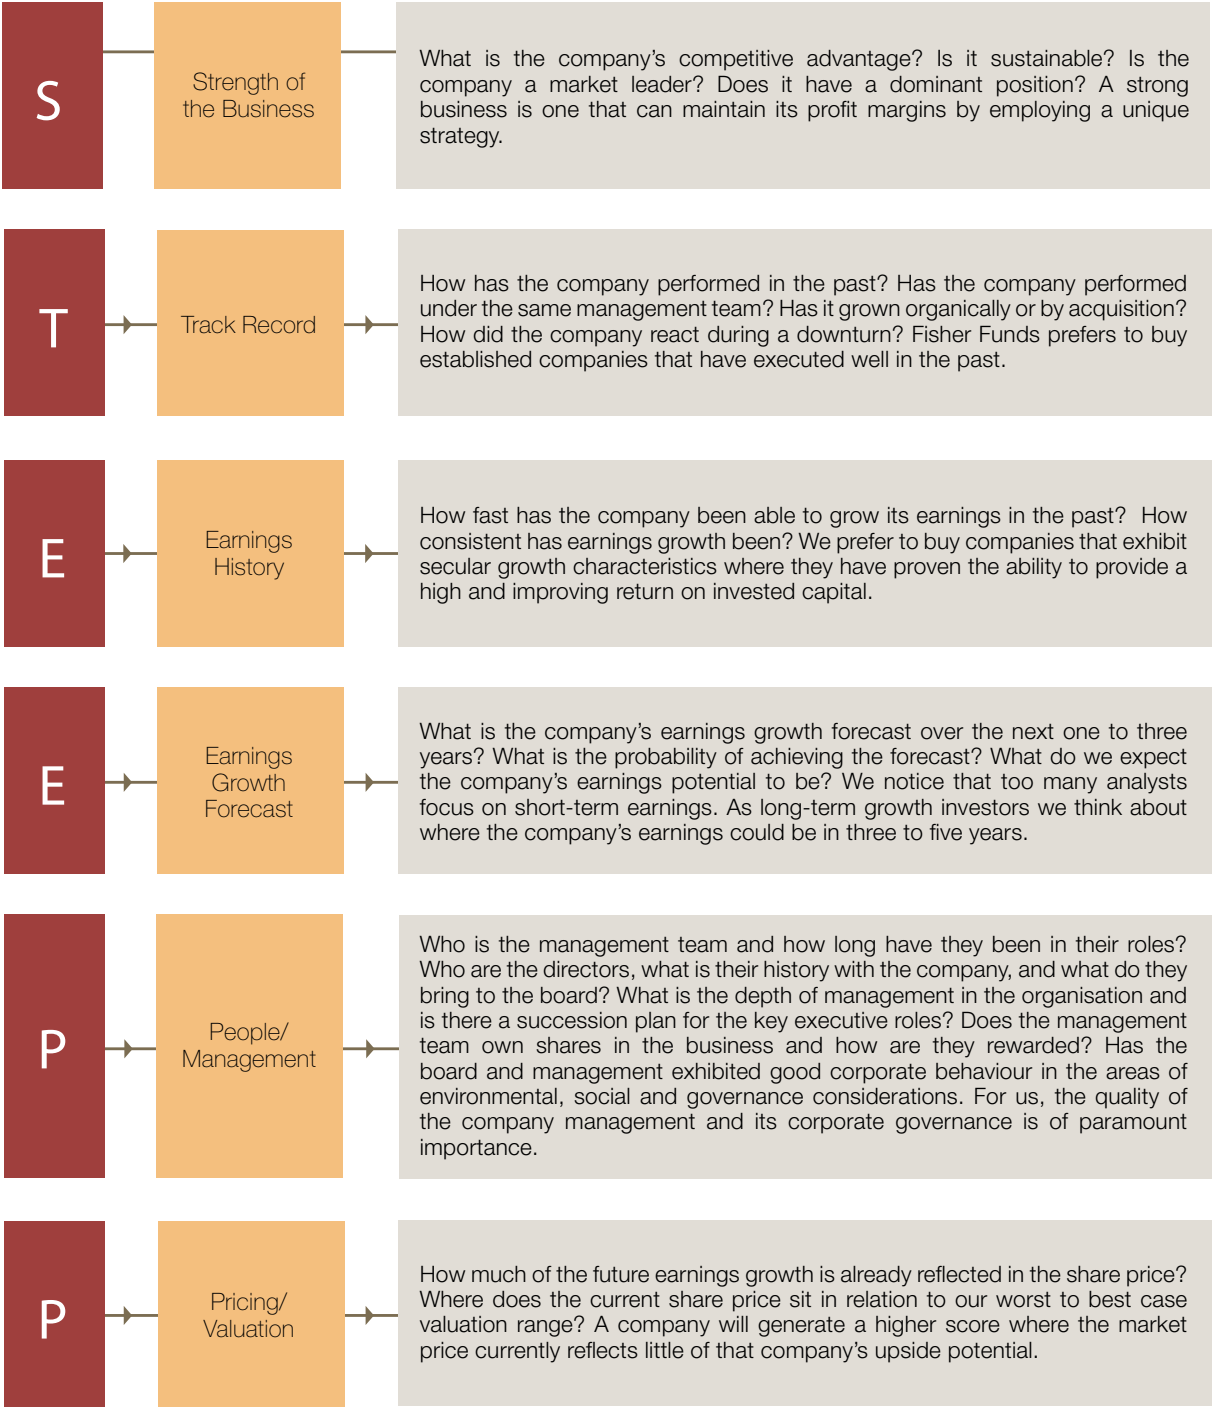 S
Strength of
the Business
What is the company’s competitive advantage? Is it sustainable? Is the
company a market leader? Does it have a dominant position? A strong
business is one that can maintain its profit margins by employing a unique
strategy.
T
Track Record
How has the company performed in the past? Has the company performed
under the same management team? Has it grown organically or by acquisition?
How did the company react during a downturn? Fisher Funds prefers to buy
established companies that have executed well in the past.
E
Earnings
History
How fast has the company been able to grow its earnings in the past?  How
consistent has earnings growth been? We prefer to buy companies that exhibit
secular growth characteristics where they have proven the ability to provide a
high and improving return on invested capital.
E
Earnings
Growth
Forecast
What is the company’s earnings growth forecast over the next one to three
years? What is the probability of achieving the forecast? What do we expect
the company’s earnings potential to be? We notice that too many analysts
focus on short-term earnings. As long-term growth investors we think about
where the company’s earnings could be in three to five years.
P
People/
Management
Who is the management team and how long have they been in their roles?
Who are the directors, what is their history with the company, and what do they
bring to the board? What is the depth of management in the organisation and
is there a succession plan for the key executive roles? Does the management
team own shares in the business and how are they rewarded? Has the
board and management exhibited good corporate behaviour in the areas of
environmental, social and governance considerations. For us, the quality of
the company management and its corporate governance is of paramount
importance.
P
Pricing/
Valuation
How much of the future earnings growth is already reflected in the share price?
Where does the current share price sit in relation to our worst to best case
valuation range? A company will generate a higher score where the market
price currently reflects little of that company’s upside potential.